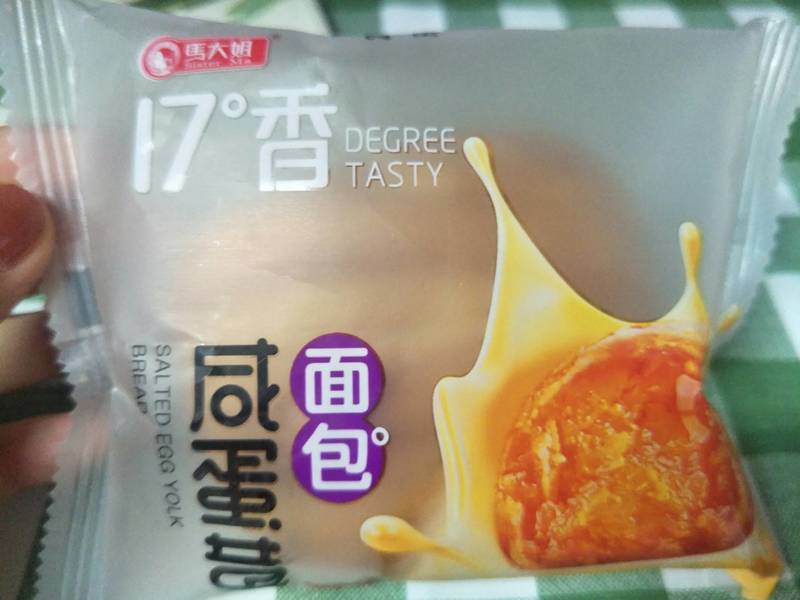 馬大姐
Sister Ma
17°香
DEGREE
TASTY
咸蛋黄
面包
SALTED EGG YOLK
BREAD